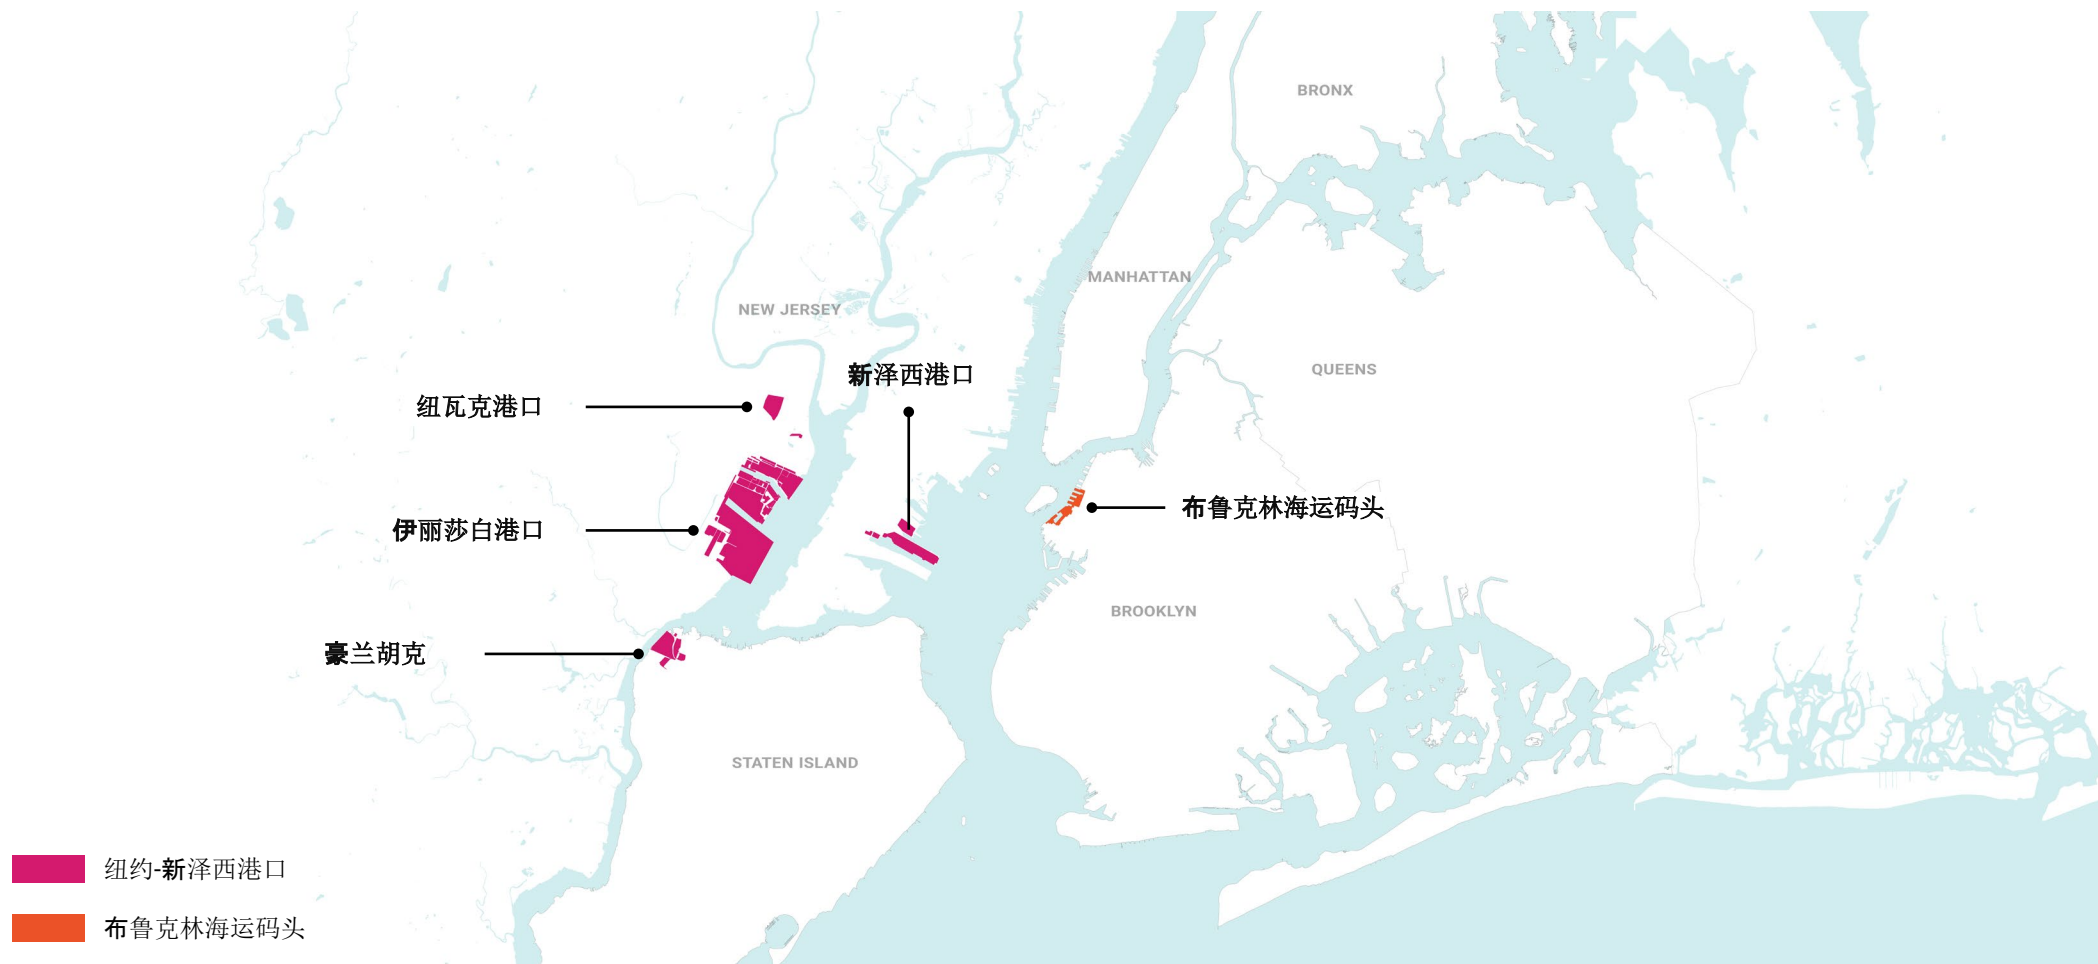 BRONX
MANHATTAN
NEW JERSEY
QUEENS
新泽西港口
纽瓦克港口
布鲁克林海运码头
伊丽莎白港口
BROOKLYN
豪兰胡克
STATEN ISLAND
纽约-新泽西港口
布鲁克林海运码头